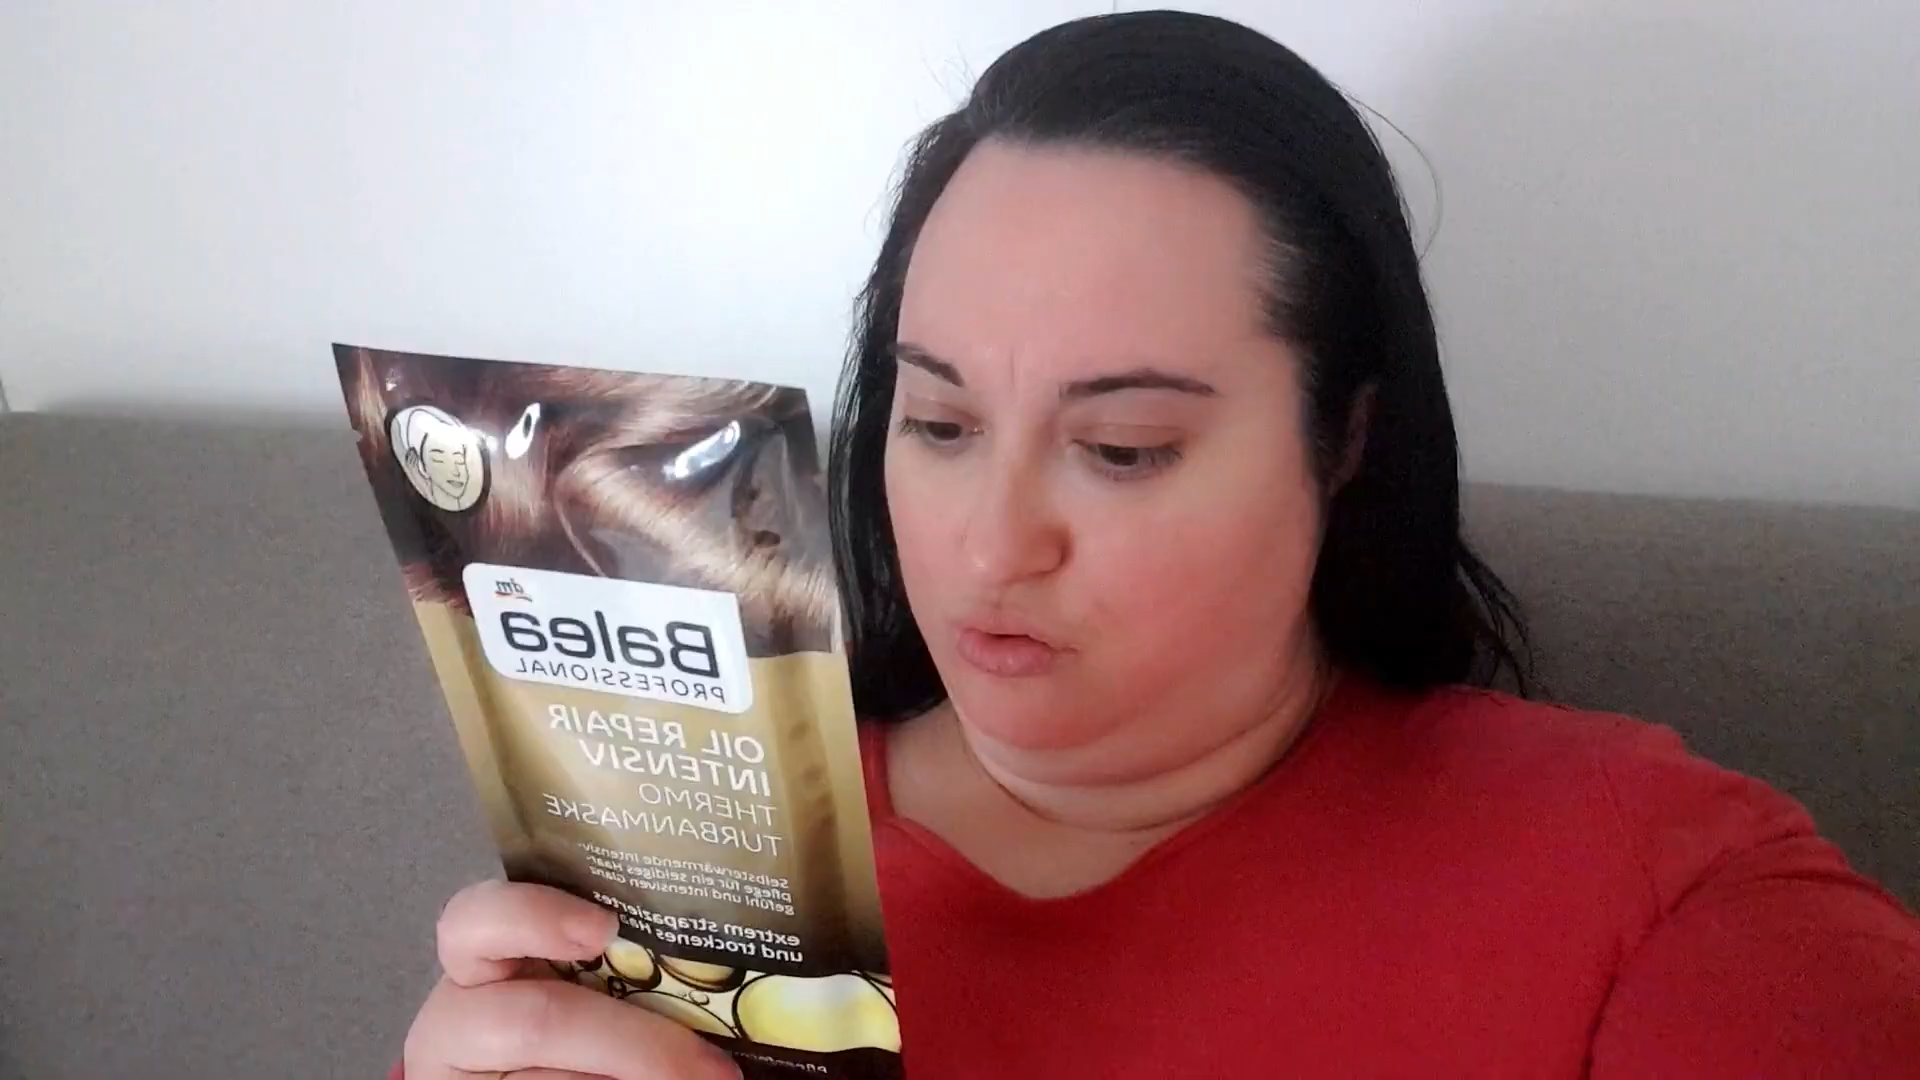 dm
Balea
PROFESSIONAL
OIL REPAIR
INTENSIV
THERMO
TURBANMASKE
Selbsterwärmende Intensiv-
pflege für ein seidiges Haar-
gefühl und intensiven Glanz
extrem strapaziertes
und trockenes Haar